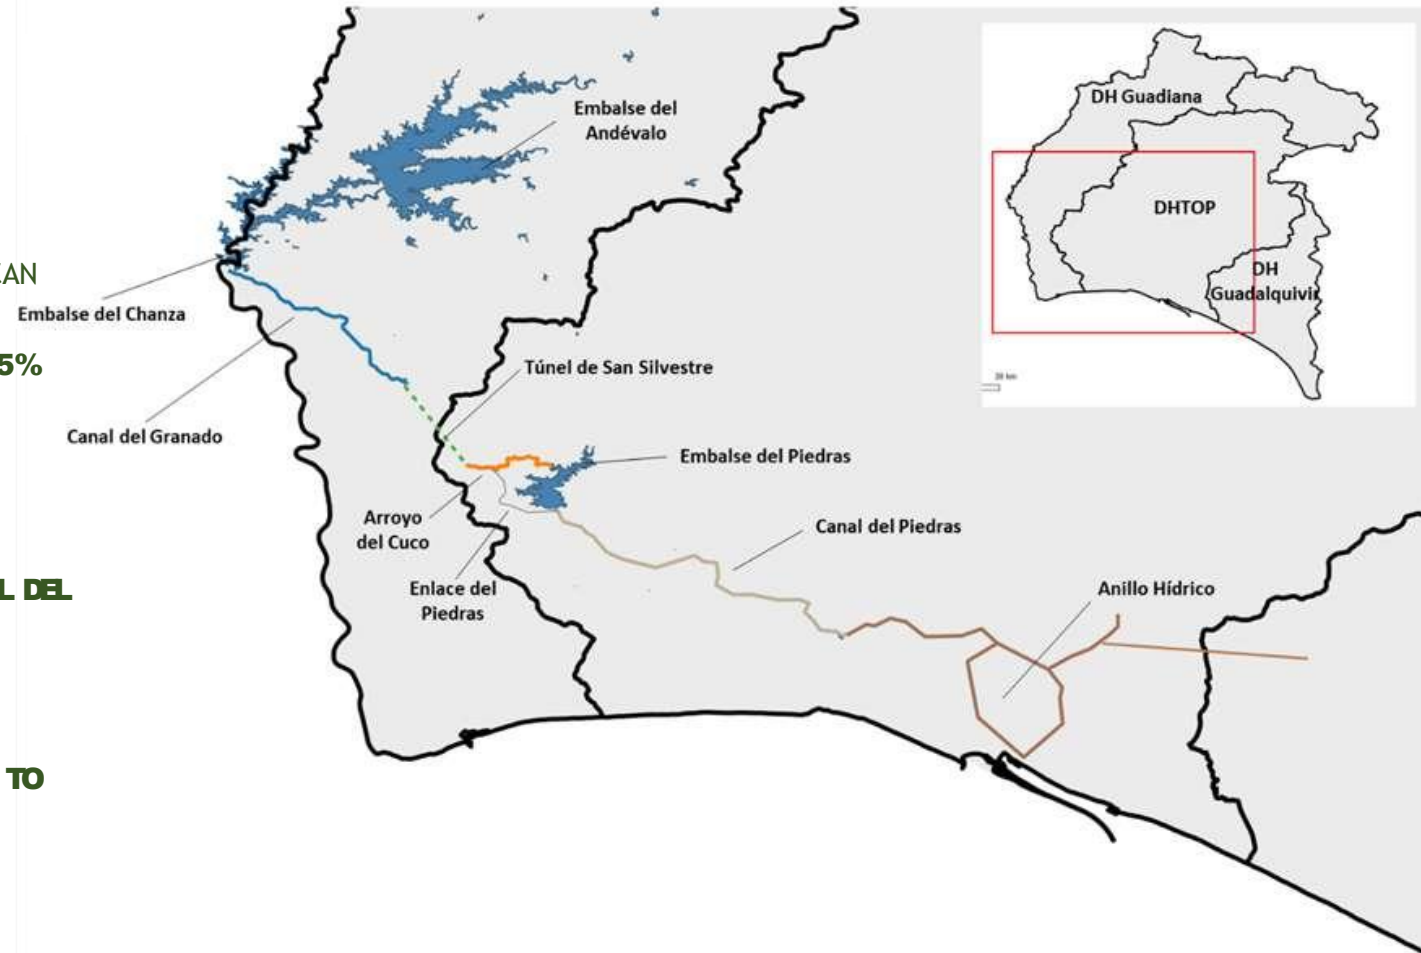 CAN
5%
L DEL
TO
Embalse del
Andévalo
Embalse del Chanza
Canal del Granado
Túnel de San Silvestre
Embalse del Piedras
Arroyo
del Cuco
Enlace del
Piedras
Canal del Piedras
Anillo Hídrico
DH Guadiana
DHTOP
DH
Guadalquivir